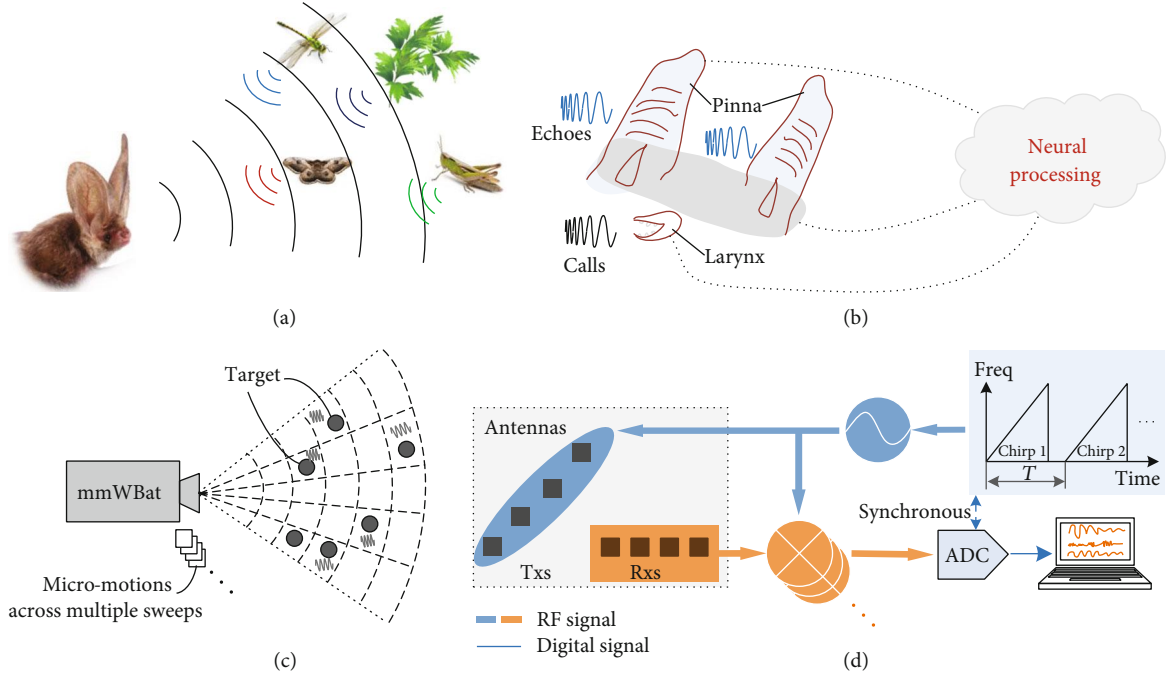 (a)
Pinna
Echoes
Neural
processing
Calls
Larynx
(b)
Target
mmWBat
Micro-motions
across multiple sweeps
(c)
Freq
Chirp 1
Chirp 2
...
T
Time
Antennas
Synchronous
ADC
Txs
Rxs
RF signal
Digital signal
(d)